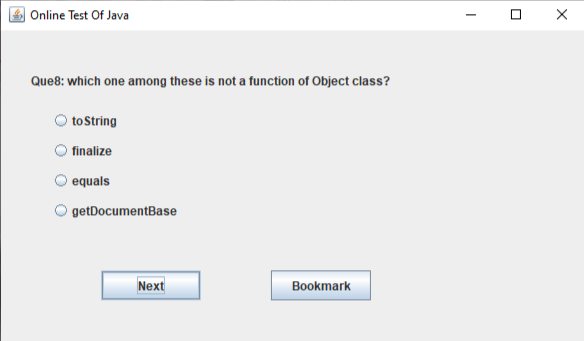 Online Test Of Java
Que8: which one among these is not a function of Object class?
toString
finalize
equals
getDocumentBase
Next Bookmark